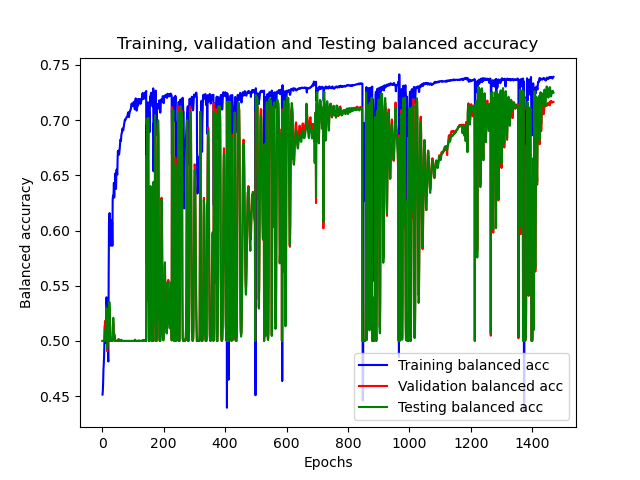 Training, validation and Testing balanced accuracy
Balanced accuracy
0.75
0.70
0.65
0.60
0.55
0.50
0.45
0
200
400
600
800
1000
1200
1400
Epochs
Training balanced acc
Validation balanced acc
Testing balanced acc